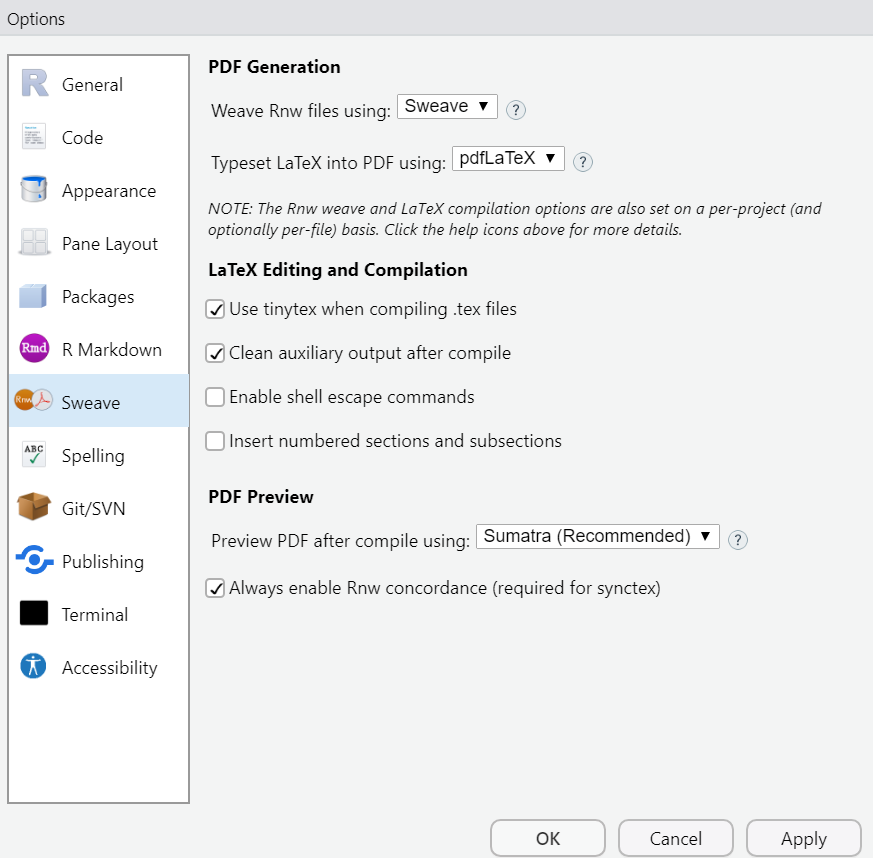 Options
General
Code
Appearance
Pane Layout
Packages
Rmd
R Markdown
Rnw
Sweave
ABC
Spelling
Git/SVN
Publishing
Terminal
Accessibility
PDF Generation
Weave Rnw files using: Sweave ▼ ?
Typeset LaTeX into PDF using: pdfLaTeX ▼ ?
NOTE: The Rnw weave and LaTeX compilation options are also set on a per-project (and
optionally per-file) basis. Click the help icons above for more details.
LaTeX Editing and Compilation
Use tinytex when compiling .tex files
Clean auxiliary output after compile
Enable shell escape commands
Insert numbered sections and subsections
PDF Preview
Preview PDF after compile using: Sumatra (Recommended) ▼ ?
Always enable Rnw concordance (required for synctex)
OK Cancel Apply